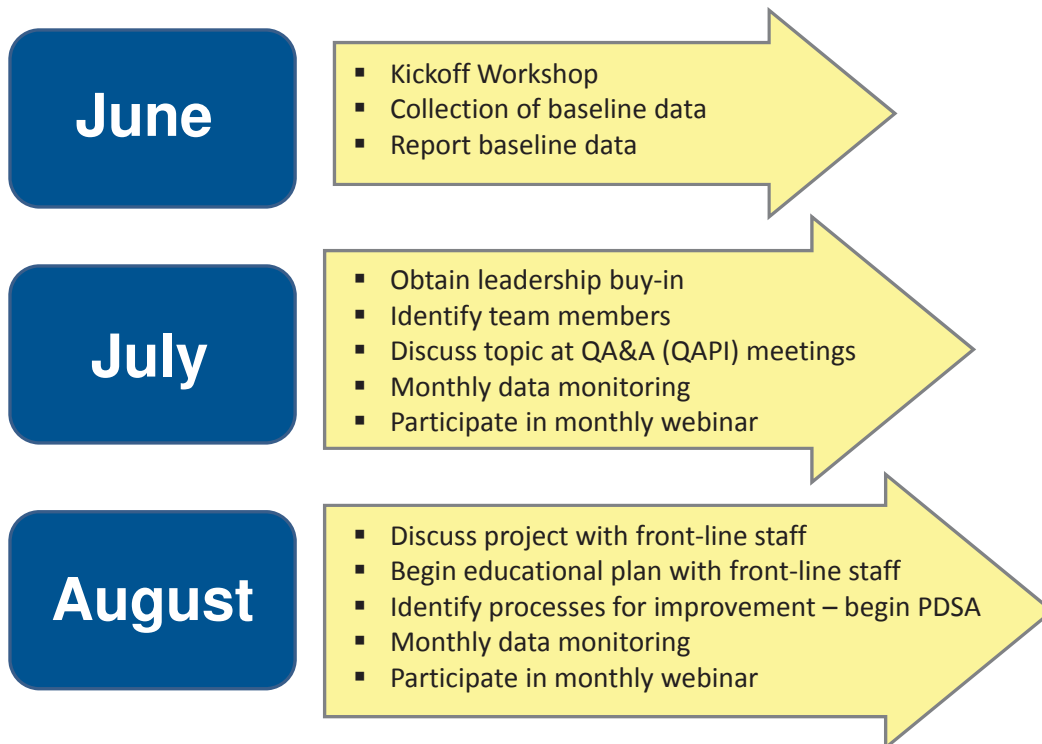 June
▪ Kickoff Workshop
▪ Collection of baseline data
▪ Report baseline data
July
▪ Obtain leadership buy-in
▪ Identify team members
▪ Discuss topic at QA&A (QAPI) meetings
▪ Monthly data monitoring
▪ Participate in monthly webinar
August
▪ Discuss project with front-line staff
▪ Begin educational plan with front-line staff
▪ Identify processes for improvement – begin PDSA
▪ Monthly data monitoring
▪ Participate in monthly webinar